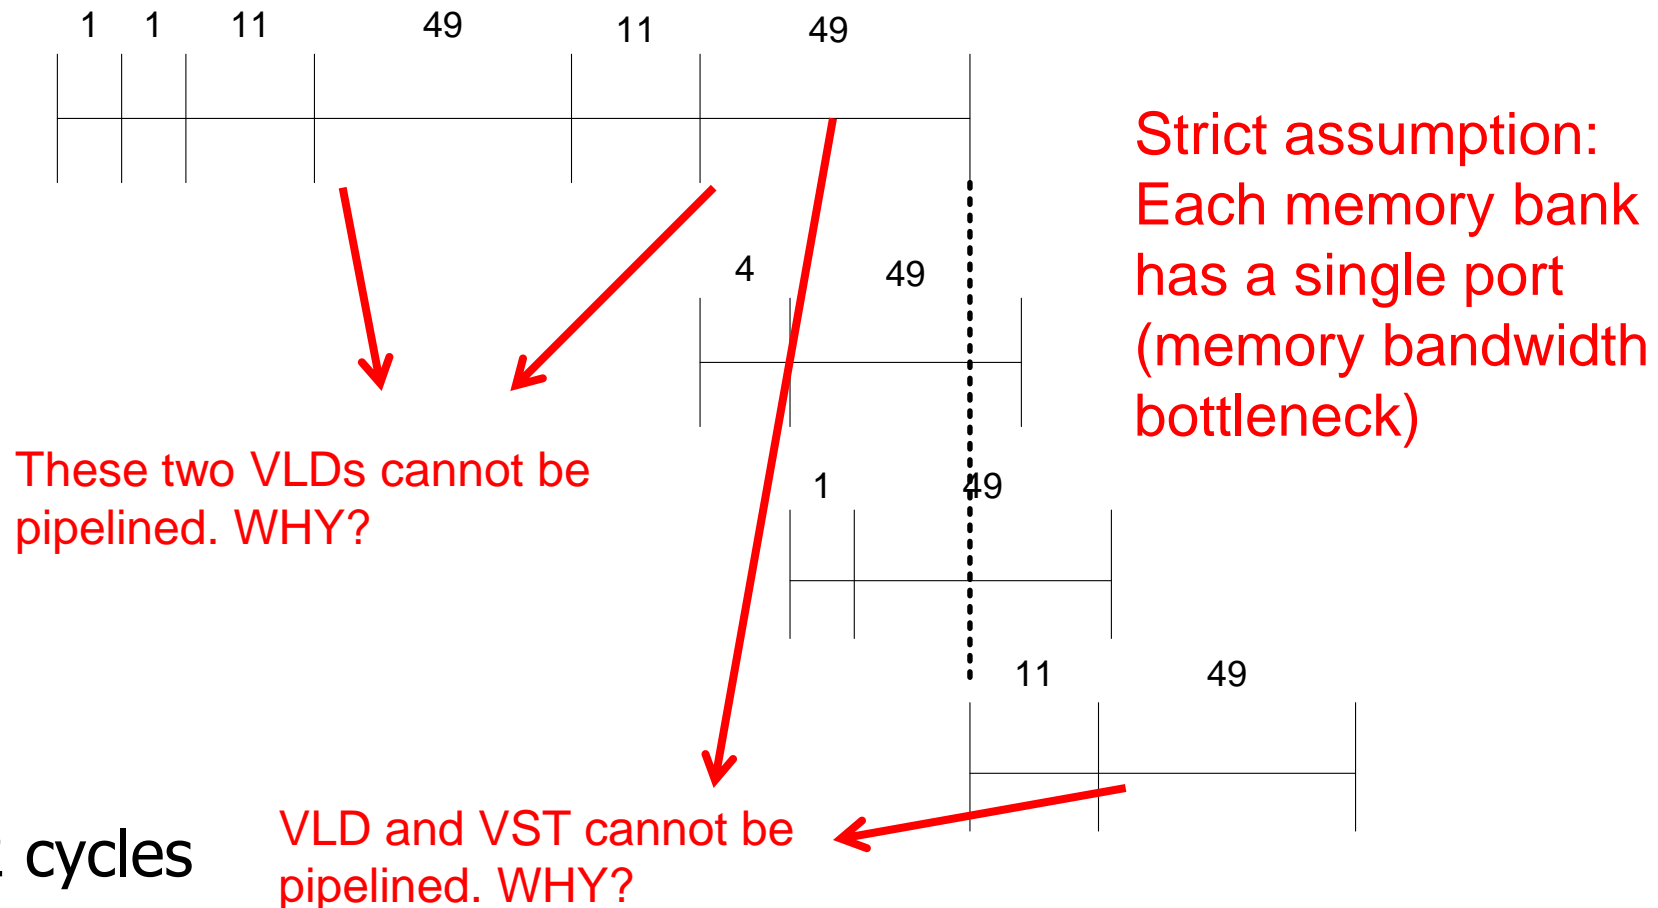 1 1 11 49 11 49
Strict assumption:
Each memory bank
has a single port
(memory bandwidth
bottleneck)
4 49
These two VLDs cannot be
pipelined. WHY?
1 49
11 49
cycles
VLD and VST cannot be
pipelined. WHY?